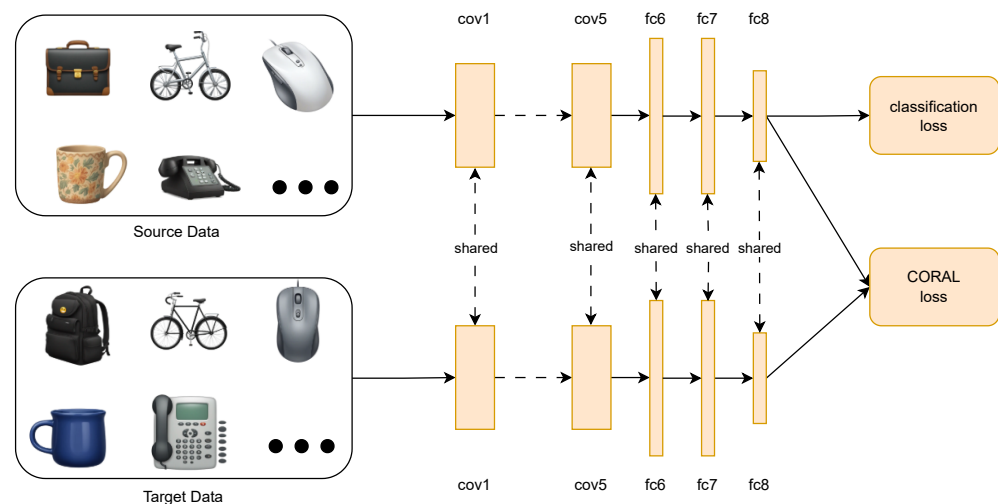 cov1 cov5 fc6 fc7 fc8
classification
loss
Source Data
shared shared shared shared shared
CORAL
loss
cov1 cov5 fc6 fc7 fc8
Target Data